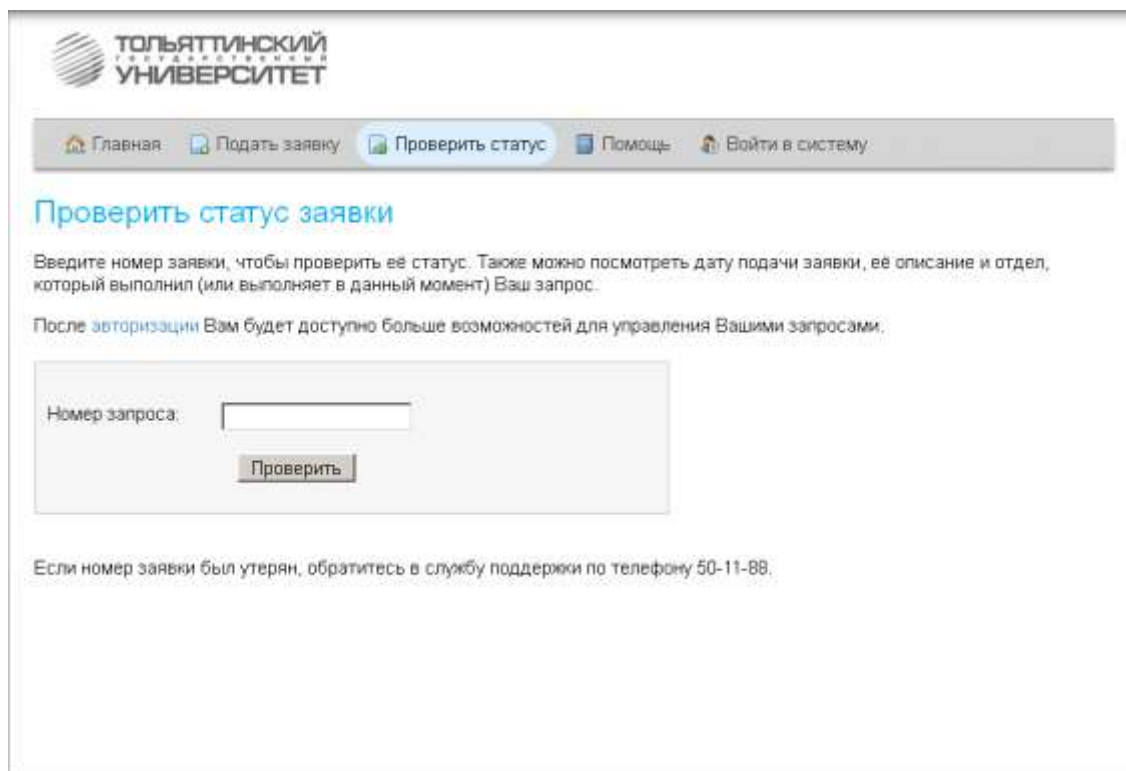 ТОЛЬЯТТИНСКИЙ
ГОСУДАРСТВЕННЫЙ
УНИВЕРСИТЕТ
Главная Подать заявку Проверить статус Помощь Войти в систему
Проверить статус заявки
Введите номер заявки, чтобы проверить её статус. Также можно посмотреть дату подачи заявки, её описание и отдел,
который выполнил (или выполняет в данный момент) Ваш запрос.
После авторизации Вам будет доступно больше возможностей для управления Вашими запросами.
Номер запроса:
Проверить
Если номер заявки был утерян, обратитесь в службу поддержки по телефону 50-11-88.